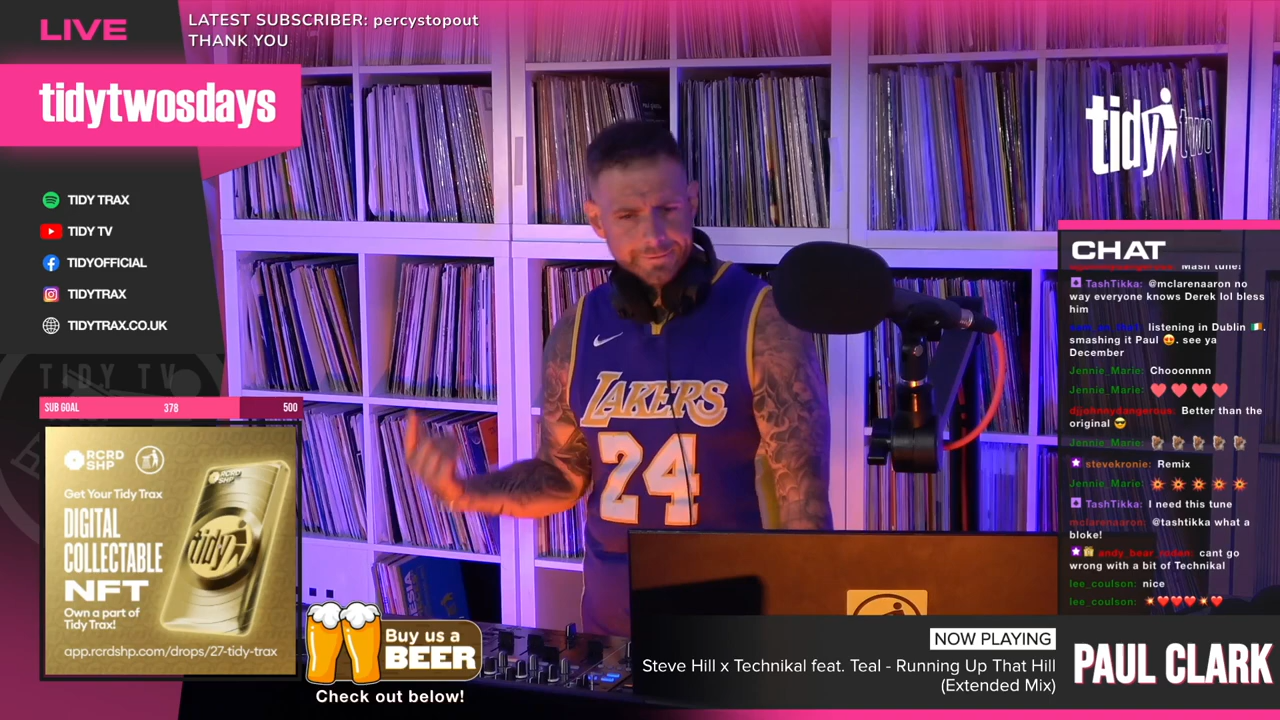 LIVE
LATEST SUBSCRIBER: percystopout
THANK YOU
tidytwosdays
TIDY TRAX
TIDY TV
TIDYOFFICIAL
TIDYTRAX
TIDYTRAX.CO.UK
TIDY TV
SUB GOAL 378 500
RCRD
SHP
RCRD
SHP
Get Your Tidy Trax
DIGITAL
COLLECTABLE
NFT
Own a part of
Tidy Trax!
tidy
app.rcrdshp.com/drops/27-tidy-trax
Buy us a
BEER
Check out below!
LAKERS
24
tidy two
CHAT
Mash tune!
TashTikka: @mclarenaaron no
way everyone knows Derek lol bless
him
listening in Dublin 🇮🇪.
smashing it Paul 😍. see ya
December
Jennie_Marie: Chooonnnn
Jennie_Marie: ❤️ ❤️ ❤️ ❤️
djjohnnydangerous: Better than the
original 😎
Jennie_Marie:
stevekronie: Remix
Jennie_Marie: 💥 💥 💥 💥 💥
TashTikka: I need this tune
mclarenaaron: @tashtikka what a
bloke!
cant go
wrong with a bit of Technikal
lee_coulson: nice
lee_coulson: 💥❤️❤️❤️💥❤️
NOW PLAYING
Steve Hill x Technikal feat. Teal - Running Up That Hill
(Extended Mix)
PAUL CLARK